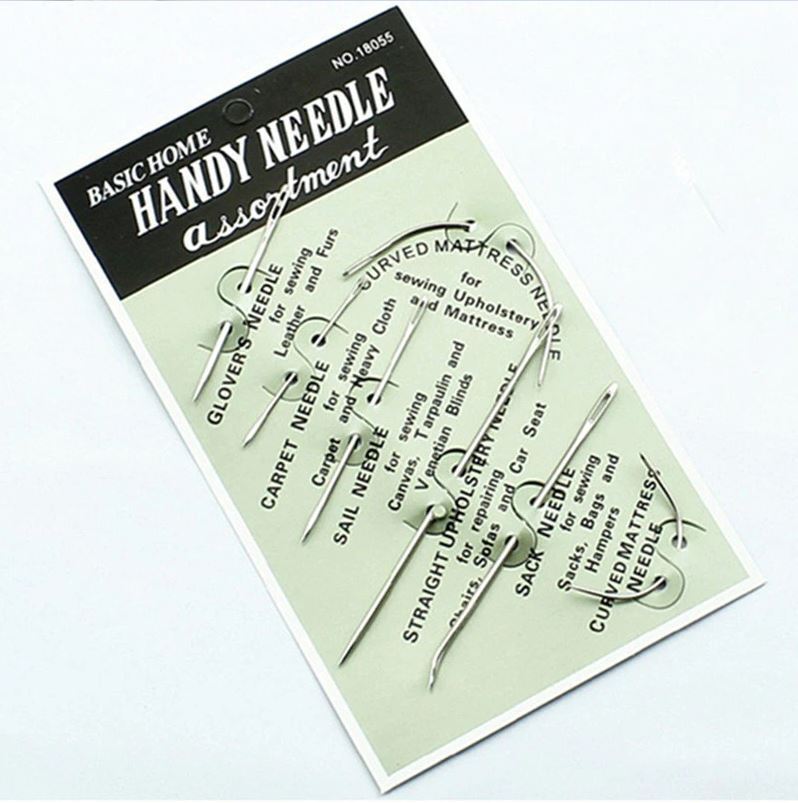 NO.18055
BASIC HOME
HANDY NEEDLE
assortment
GLOVER'S NEEDLE
for sewing
Leather and Furs
CURVED MATTRESS NEEDLE
for
sewing Upholstery
and Mattress
CARPET NEEDLE
for sewing
Carpet and Heavy Cloth
SAIL NEEDLE
for sewing
Canvas, Tarpaulin and
Venetian Blinds
STRAIGHT UPHOLSTERY NEEDLE
for repairing
Chairs, Sofas and Car Seat
SACK NEEDLE
for sewing
Sacks, Bags and
Hampers
CURVED MATTRESS
NEEDLE